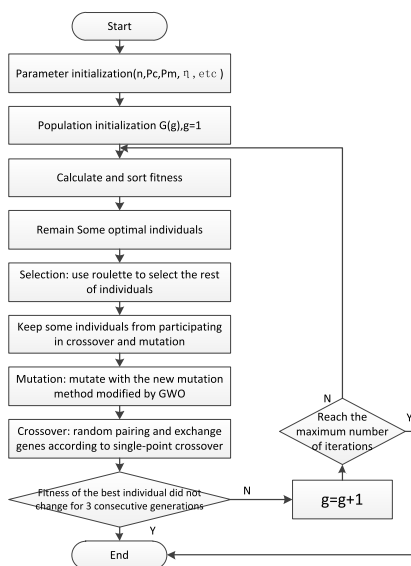 Start
Parameter initialization(n,Pc,Pm, η, etc)
Population initialization G(g),g=1
Calculate and sort fitness
Remain Some optimal individuals
Selection: use roulette to select the rest
of individuals
Keep some individuals from participating
in crossover and mutation
Mutation: mutate with the new mutation
method modified by GWO
Crossover: random pairing and exchange
genes according to single-point crossover
Fitness of the best individual did not
change for 3 consecutive generations
N
Y
End
g=g+1
Reach the
maximum number
of iterations
N
Y